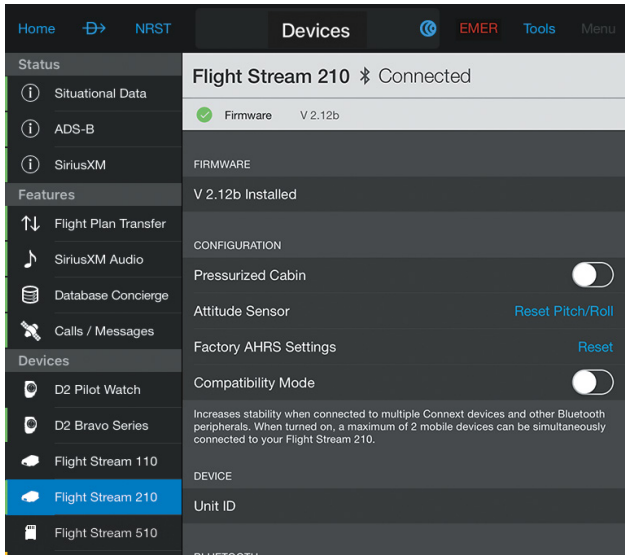 Home NRST Devices EMER Tools Menu
Status
Situational Data
ADS-B
SiriusXM
Features
Flight Plan Transfer
SiriusXM Audio
Database Concierge
Calls / Messages
Devices
D2 Pilot Watch
D2 Bravo Series
Flight Stream 110
Flight Stream 210
Flight Stream 510
Flight Stream 210 Connected
Firmware V 2.12b
FIRMWARE
V 2.12b Installed
CONFIGURATION
Pressurized Cabin
Attitude Sensor Reset Pitch/Roll
Factory AHRS Settings Reset
Compatibility Mode
Increases stability when connected to multiple Connext devices and other Bluetooth
peripherals. When turned on, a maximum of 2 mobile devices can be simultaneously
connected to your Flight Stream 210.
DEVICE
Unit ID
BLUETOOTH